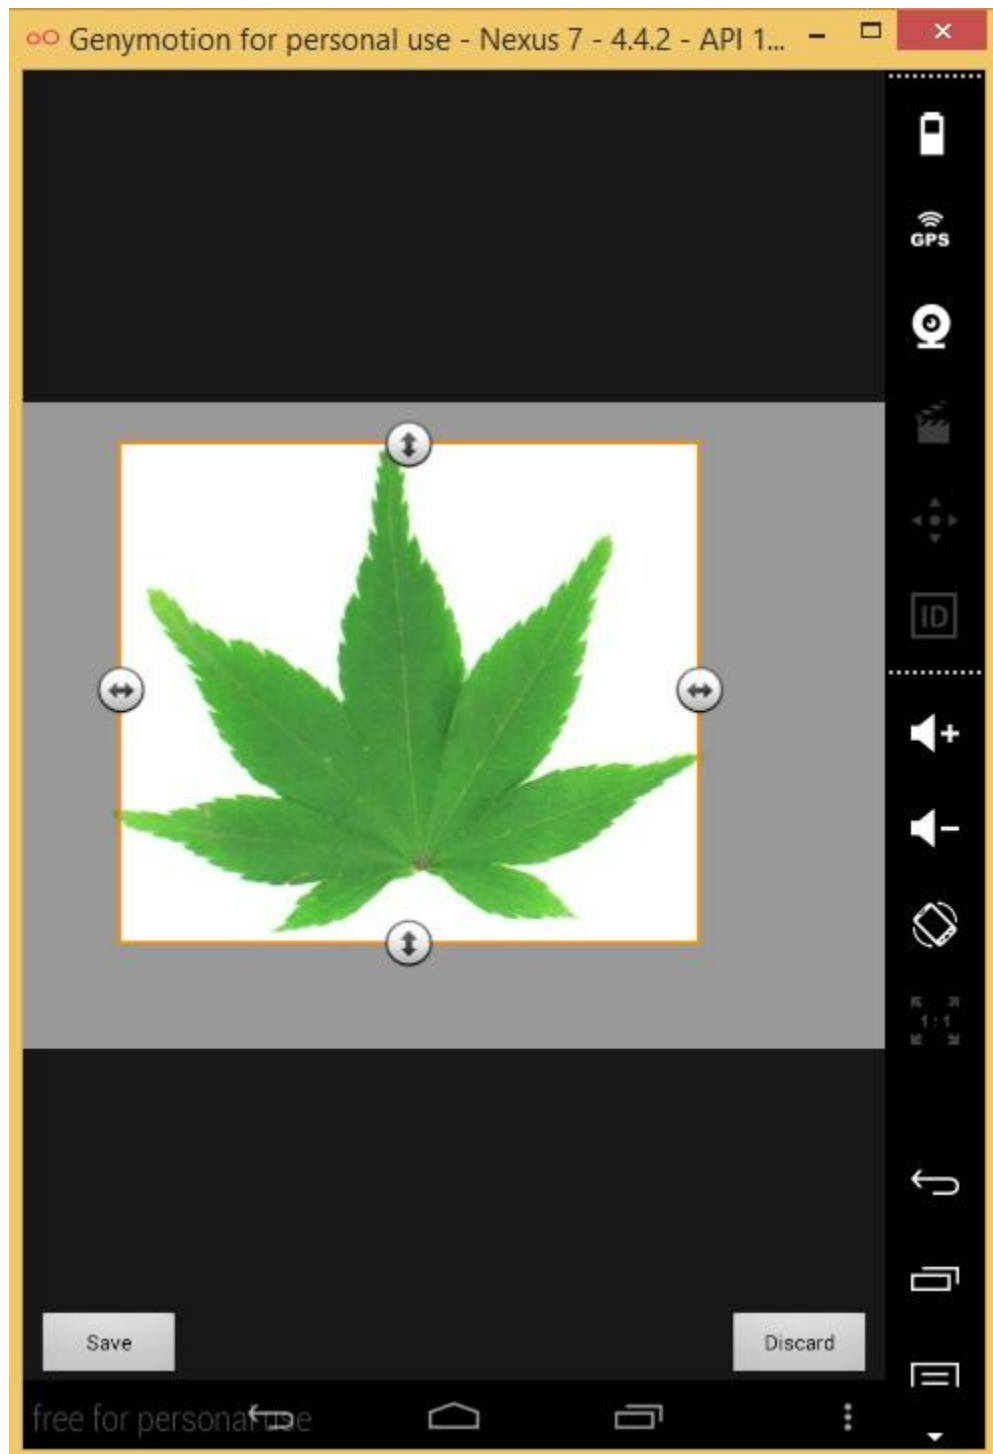 Genymotion for personal use - Nexus 7 - 4.4.2 - API 1...
GPS
ID
1:1
Save
Discard
free for personal use